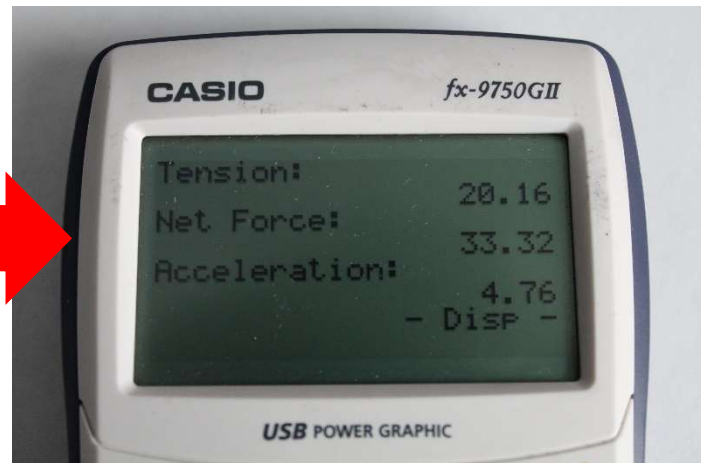 CASIO
fx-9750GII
Tension:
20.16
Net Force:
33.32
Acceleration:
4.76
- Disp -
USB POWER GRAPHIC